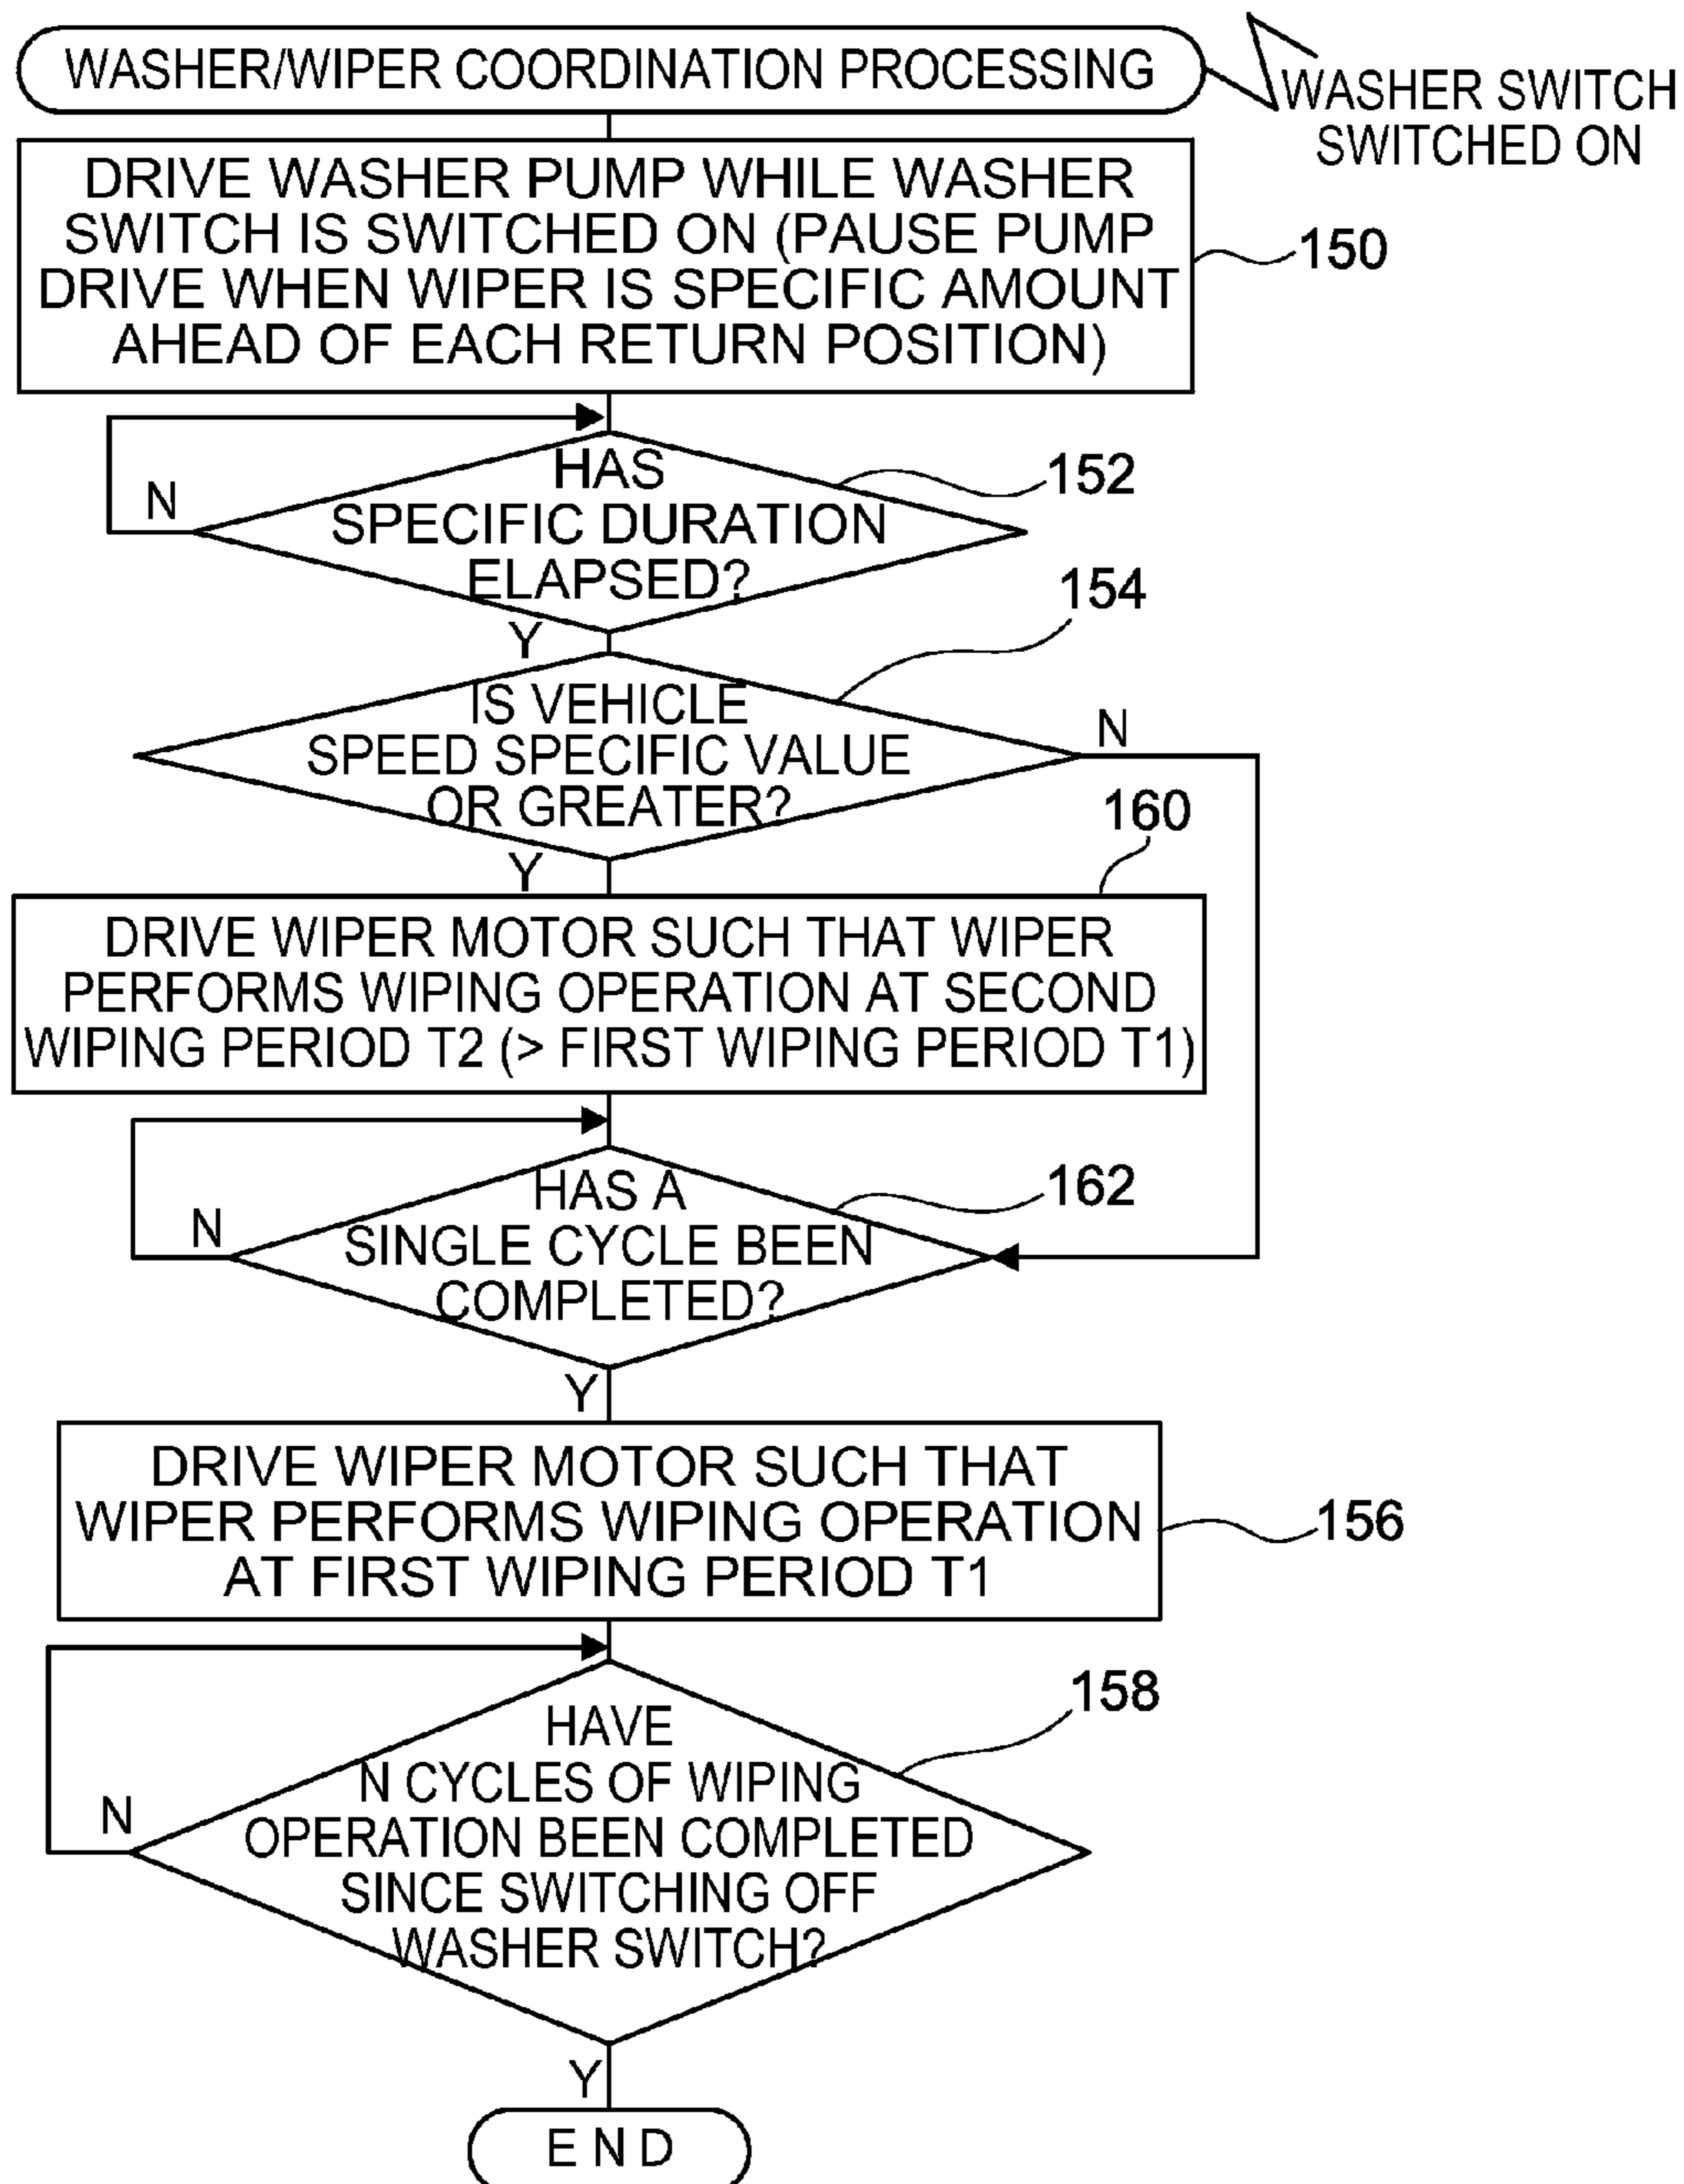 WASHER/WIPER COORDINATION PROCESSING
WASHER SWITCH
SWITCHED ON
DRIVE WASHER PUMP WHILE WASHER
SWITCH IS SWITCHED ON (PAUSE PUMP
DRIVE WHEN WIPER IS SPECIFIC AMOUNT
AHEAD OF EACH RETURN POSITION)
150
HAS
SPECIFIC DURATION
ELAPSED?
152
N
Y
IS VEHICLE
SPEED SPECIFIC VALUE
OR GREATER?
154
N
Y
160
DRIVE WIPER MOTOR SUCH THAT WIPER
PERFORMS WIPING OPERATION AT SECOND
WIPING PERIOD T2 (> FIRST WIPING PERIOD T1)
HAS A
SINGLE CYCLE BEEN
COMPLETED?
162
N
Y
DRIVE WIPER MOTOR SUCH THAT
WIPER PERFORMS WIPING OPERATION
AT FIRST WIPING PERIOD T1
156
HAVE
N CYCLES OF WIPING
OPERATION BEEN COMPLETED
SINCE SWITCHING OFF
WASHER SWITCH?
158
N
Y
END